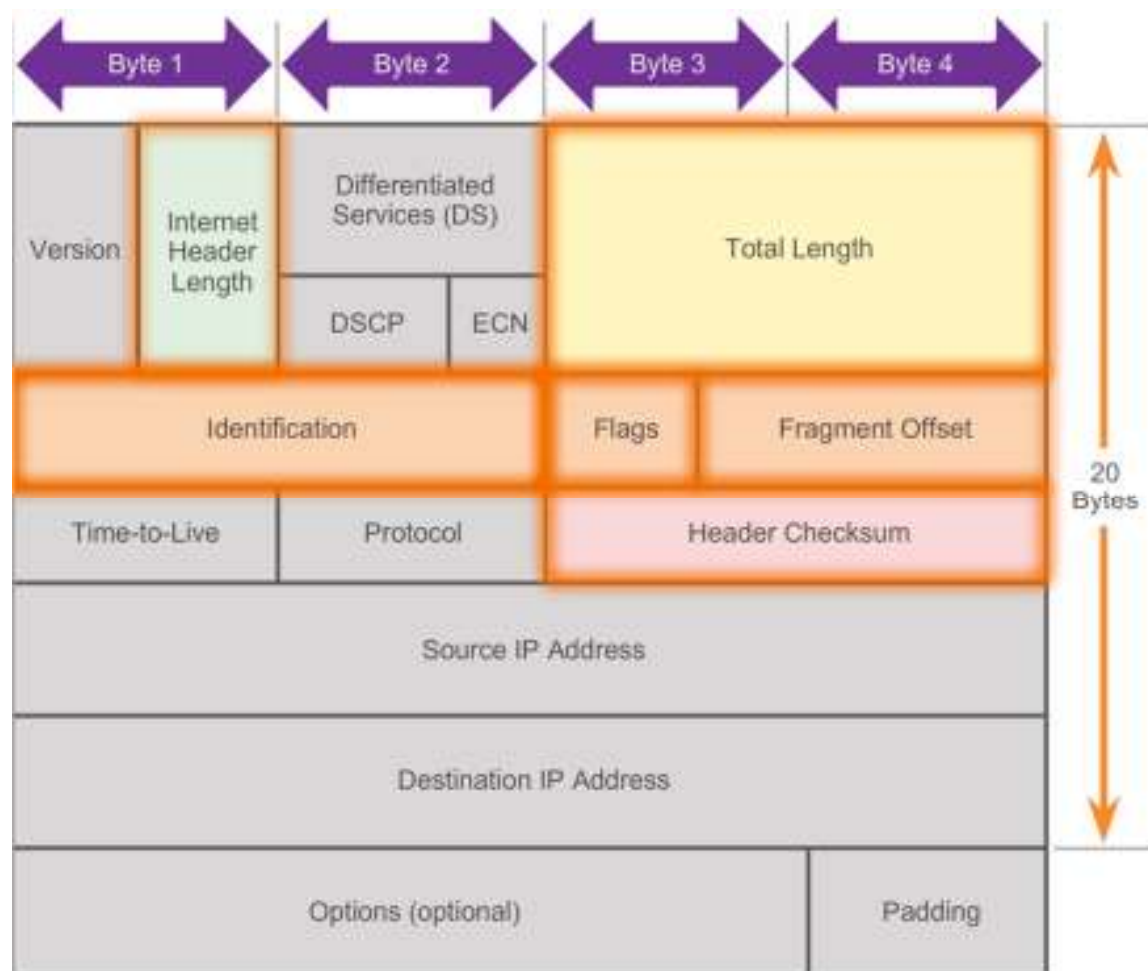 Byte 1
Byte 2
Byte 3
Byte 4
Version
Internet
Header
Length
Differentiated
Services (DS)
DSCP
ECN
Total Length
Identification
Flags
Fragment Offset
Time-to-Live
Protocol
Header Checksum
Source IP Address
Destination IP Address
Options (optional)
Padding
20
Bytes